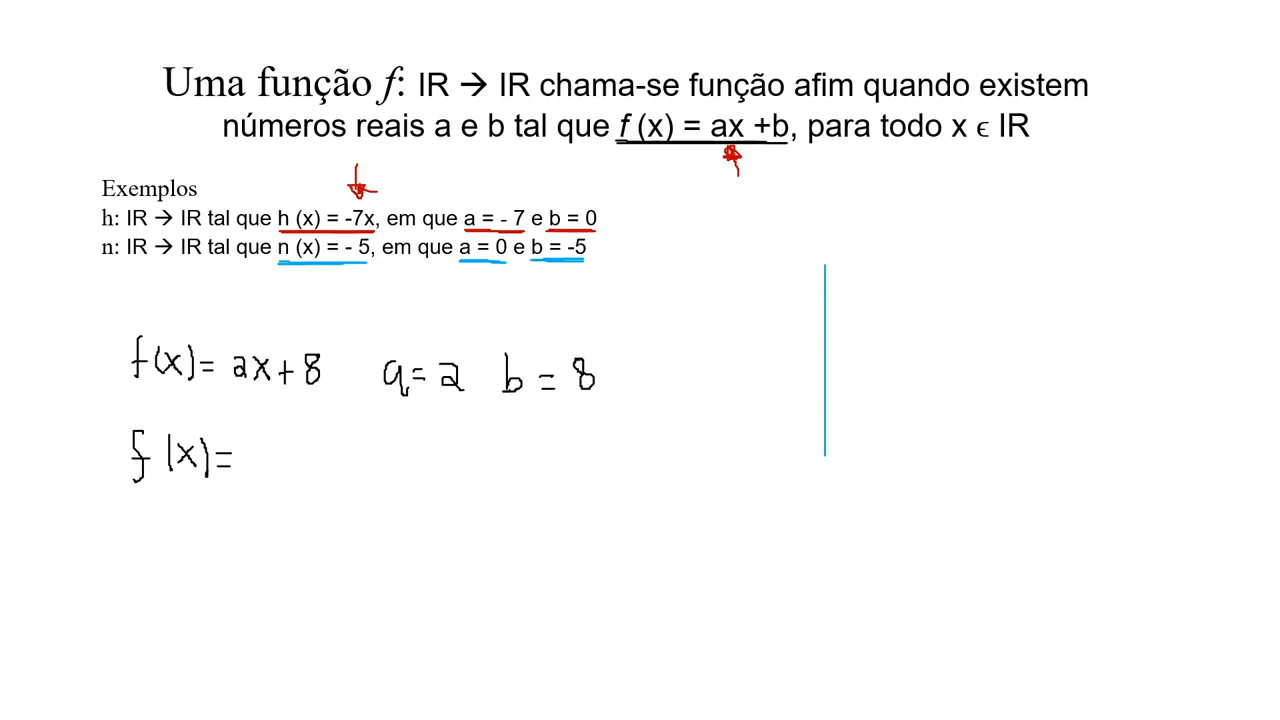 Uma função f: IR → IR chama-se função afim quando existem
números reais a e b tal que f (x) = ax +b, para todo x ϵ IR
Exemplos
h: IR → IR tal que h (x) = -7x, em que a = - 7 e b = 0
n: IR → IR tal que n (x) = - 5, em que a = 0 e b = -5
f(x)= 2x+8 a=2 b=8
f(x)=